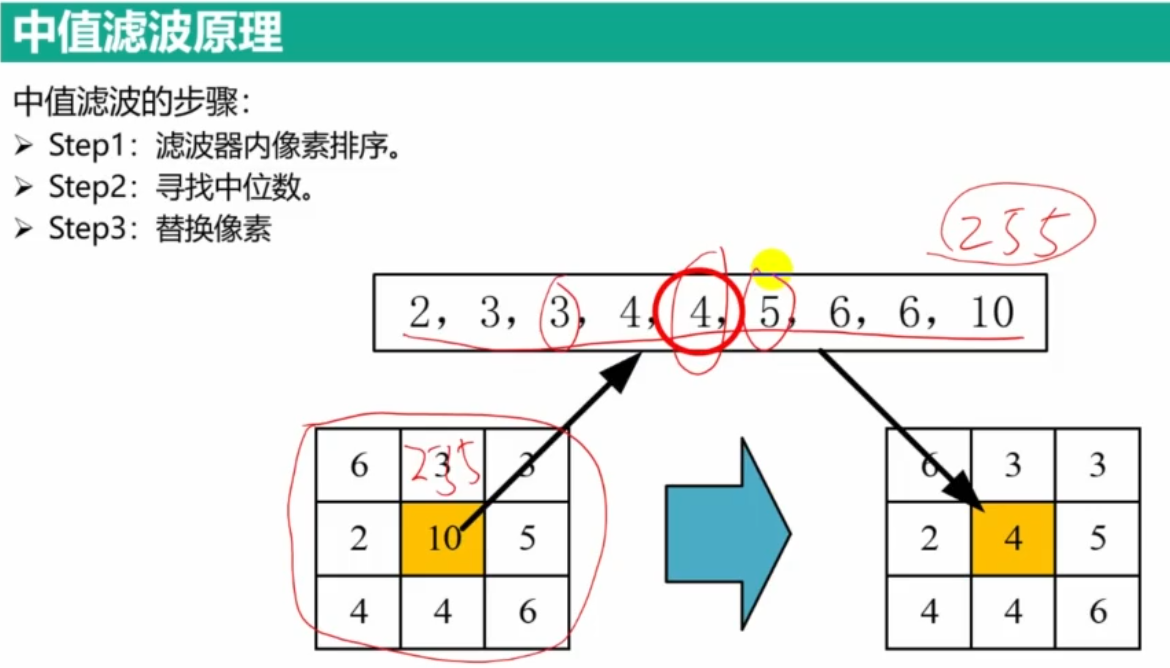 中值滤波原理
中值滤波的步骤：
➢ Step1：滤波器内像素排序。
➢ Step2：寻找中位数。
➢ Step3：替换像素
255
2, 3, 3, 4, 4, 5, 6, 6, 10
6 3 3
255
2 10 5
4 4 6
6 3 3
2 4 5
4 4 6